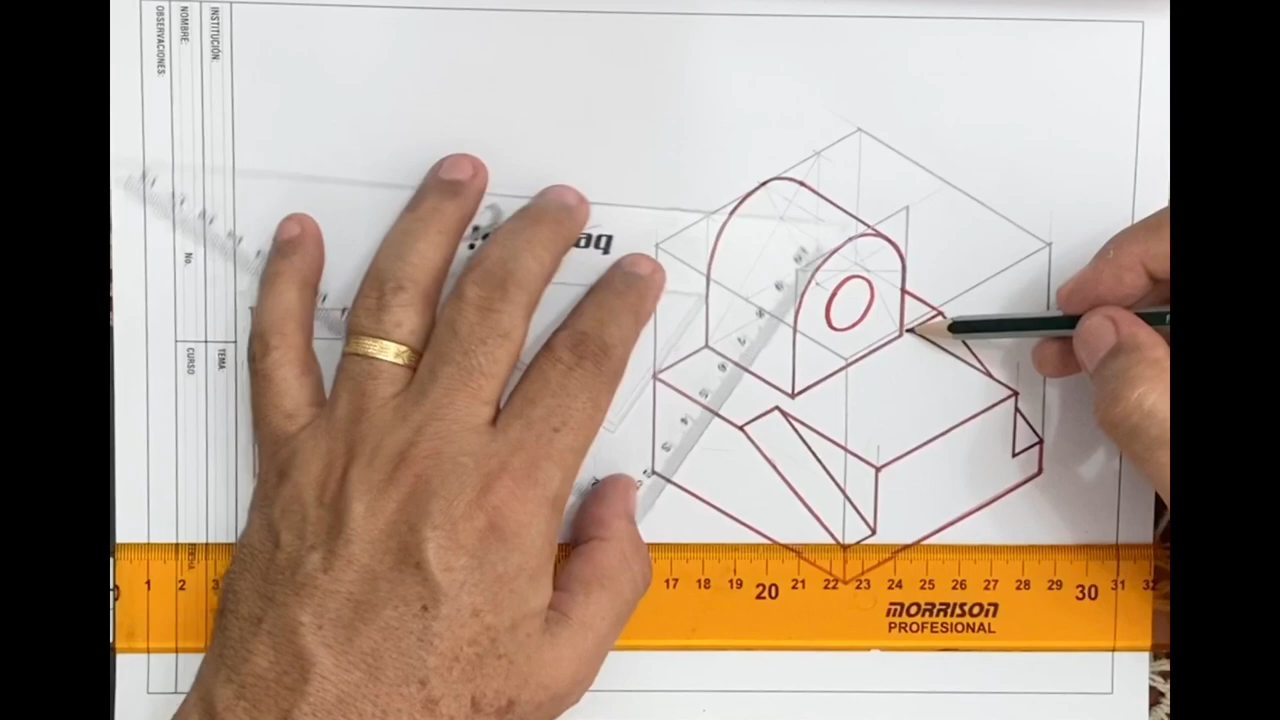 INSTITUCIÓN:
NOMBRE:
OBSERVACIONES:
No.
TEMA
CURSO
FECHA
1 2 3 17 18 19 20 21 22 23 24 25 26 27 28 29 30 31 32
MORRISON
PROFESIONAL